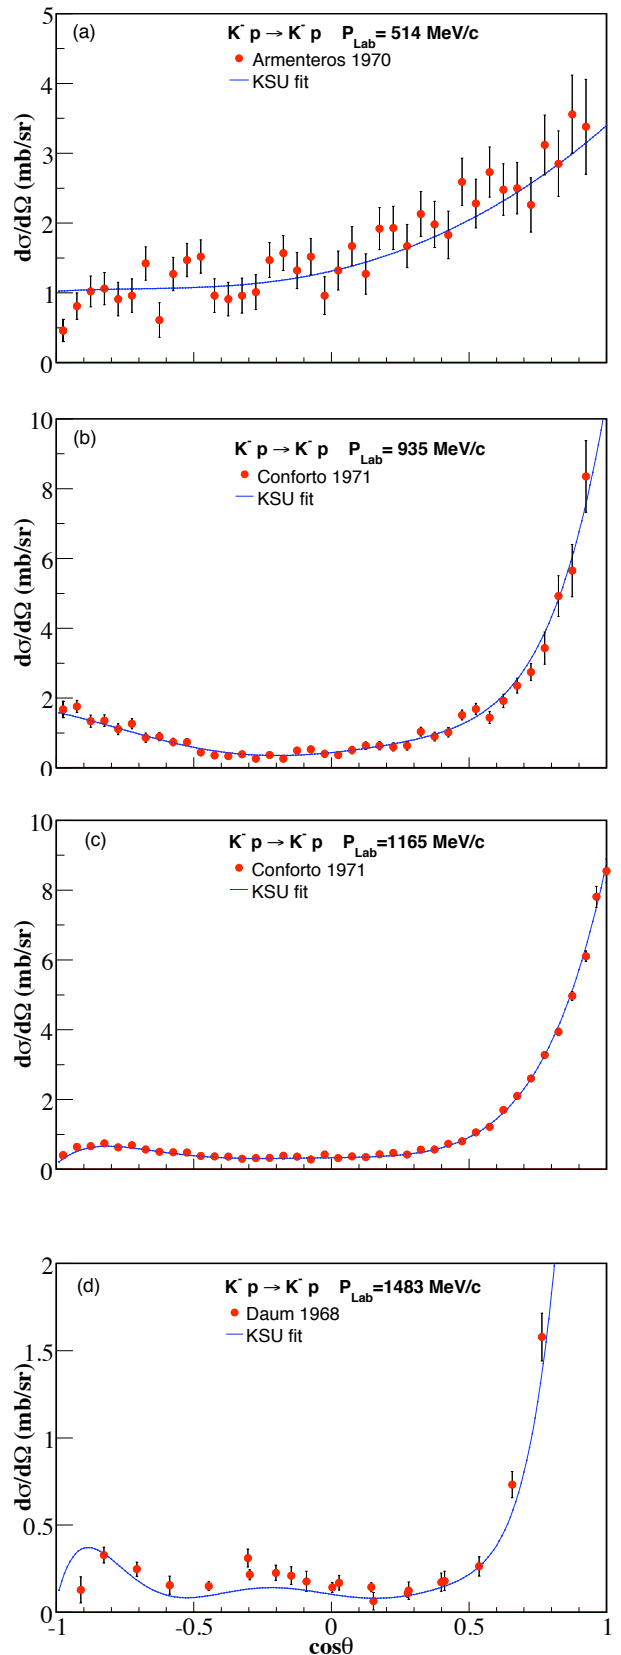 (a)
K⁻ p → K⁻ p P_Lab= 514 MeV/c
Armenteros 1970
KSU fit
dσ/dΩ (mb/sr)
5
4
3
2
1
0
(b)
K⁻ p → K⁻ p P_Lab= 935 MeV/c
Conforto 1971
KSU fit
dσ/dΩ (mb/sr)
10
8
6
4
2
0
(c)
K⁻ p → K⁻ p P_Lab=1165 MeV/c
Conforto 1971
KSU fit
dσ/dΩ (mb/sr)
10
8
6
4
2
0
(d)
K⁻ p → K⁻ p P_Lab=1483 MeV/c
Daum 1968
KSU fit
dσ/dΩ (mb/sr)
2
1.5
1
0.5
0
-1 -0.5 0 0.5 1
cosθ